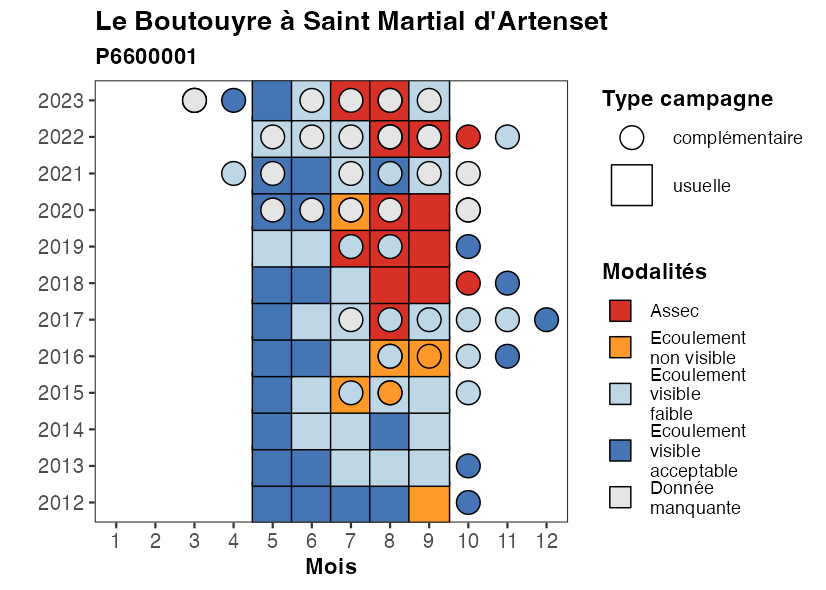 Le Boutouyre à Saint Martial d'Artenset
P6600001
2023
2022
2021
2020
2019
2018
2017
2016
2015
2014
2013
2012
1 2 3 4 5 6 7 8 9 10 11 12
Mois
Type campagne
complémentaire
usuelle
Modalités
Assec
Ecoulement
non visible
Ecoulement
visible
faible
Ecoulement
visible
acceptable
Donnée
manquante